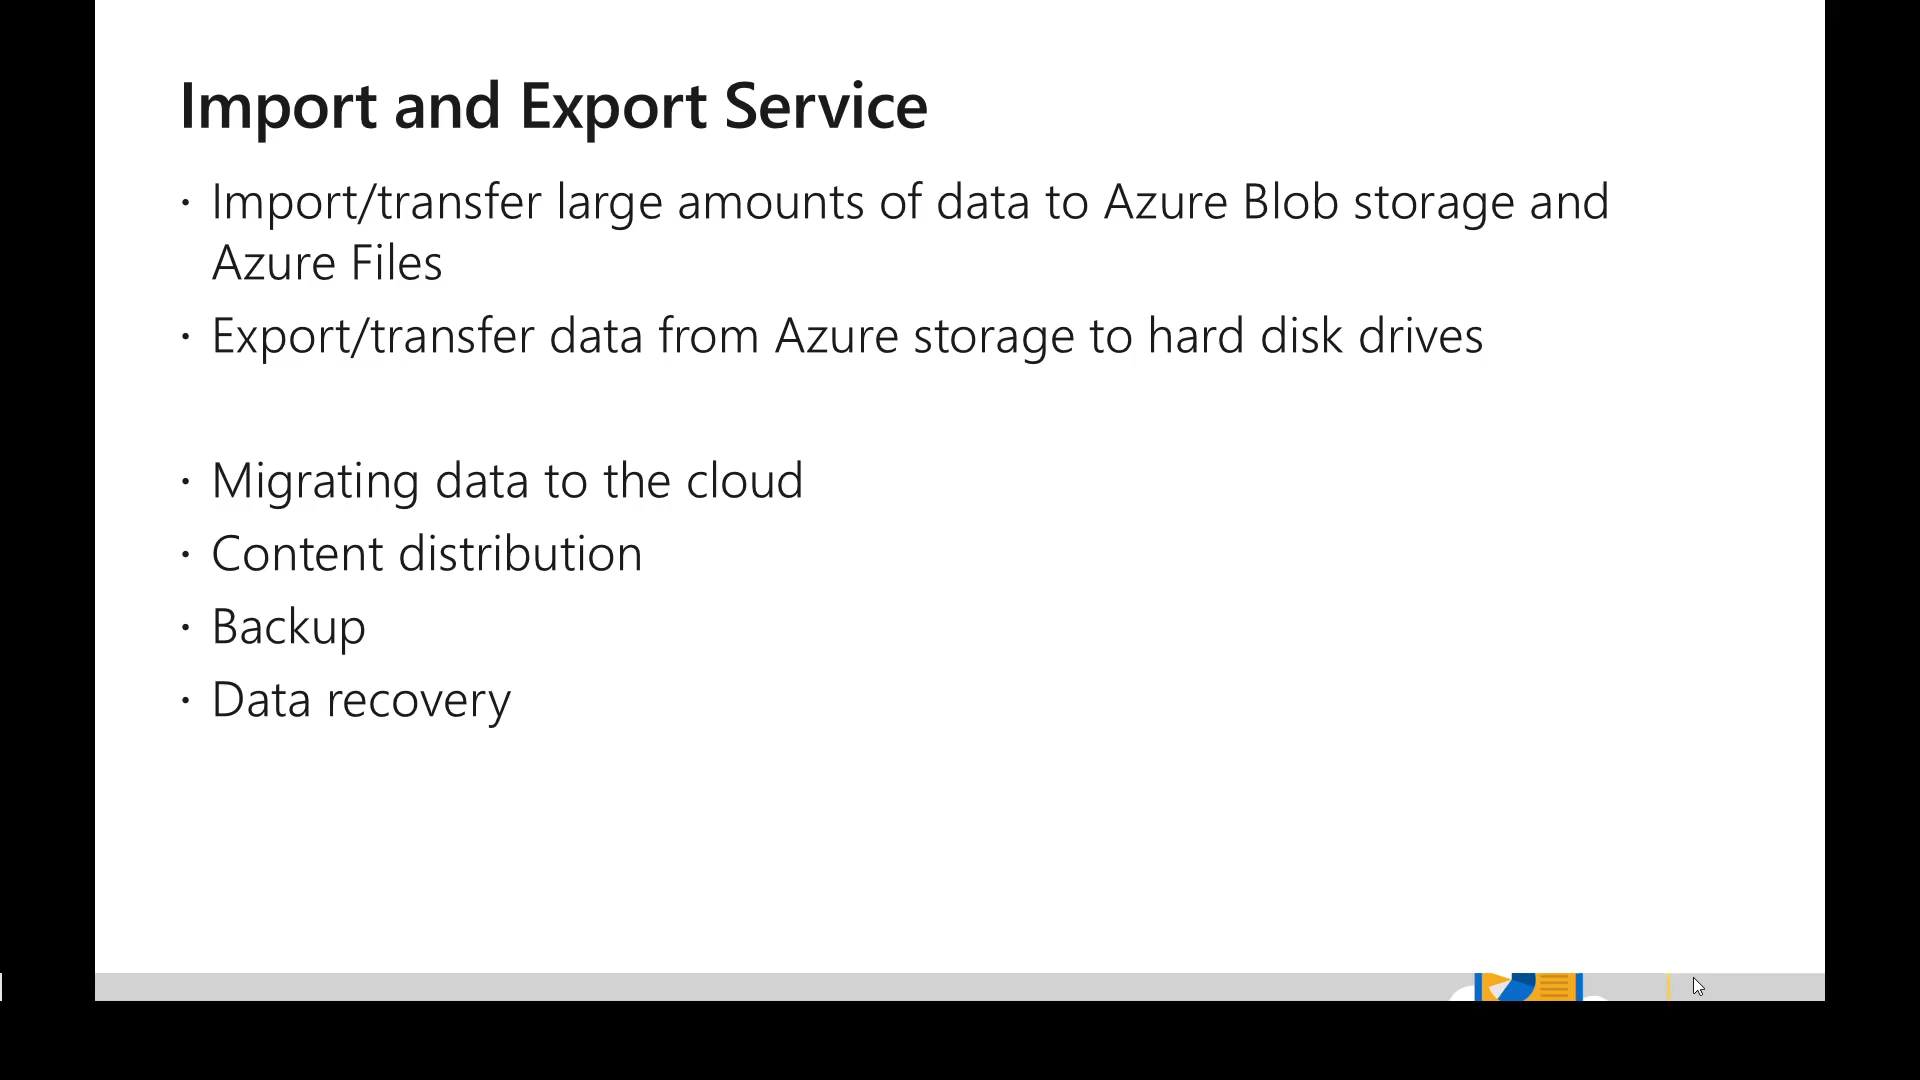 Import and Export Service
· Import/transfer large amounts of data to Azure Blob storage and
Azure Files
· Export/transfer data from Azure storage to hard disk drives
· Migrating data to the cloud
· Content distribution
· Backup
· Data recovery